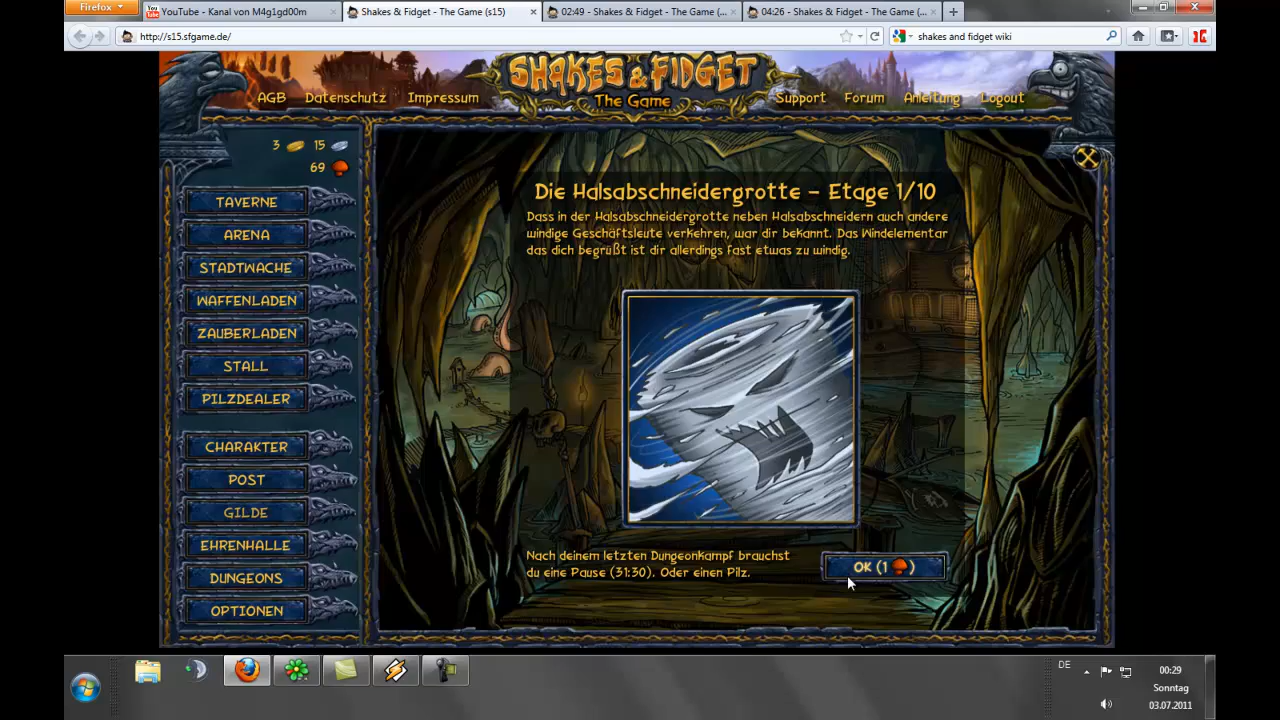 Firefox
YouTube - Kanal von M4g1gd00m
Shakes & Fidget - The Game (s15)
02:49 - Shakes & Fidget - The Game (...
04:26 - Shakes & Fidget - The Game (...
http://s15.sfgame.de/
shakes and fidget wiki
SHAKES & FIDGET
The Game
AGB Datenschutz Impressum
Support Forum Anleitung Logout
3 15
69
TAVERNE
ARENA
STADTWACHE
WAFFENLADEN
ZAUBERLADEN
STALL
PILZDEALER
CHARAKTER
POST
GILDE
EHRENHALLE
DUNGEONS
OPTIONEN
Die Halsabschneidergrotte - Etage 1/10
Dass in der Halsabschneidergrotte neben Halsabschneidern auch andere
windige Geschäftsleute verkehren, war dir bekannt. Das Windelementar
das dich begrüßt ist dir allerdings fast etwas zu windig.
Nach deinem letzten Dungeonkampf brauchst
du eine Pause (31:30). Oder einen Pilz.
OK (1 )
DE
00:29
Sonntag
03.07.2011